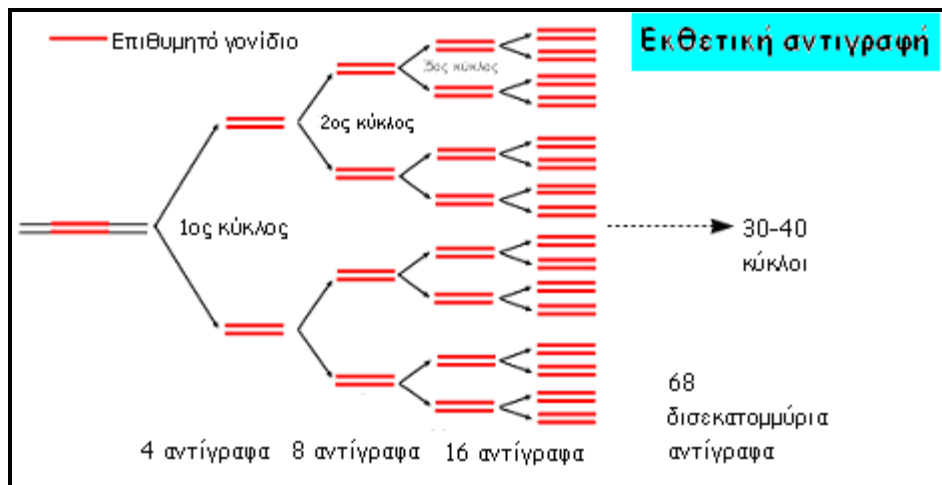 Επιθυμητό γονίδιο
Εκθετική αντιγραφή
3ος κύκλος
2ος κύκλος
1ος κύκλος
30-40
κύκλοι
68
δισεκατομμύρια
αντίγραφα
4 αντίγραφα
8 αντίγραφα
16 αντίγραφα